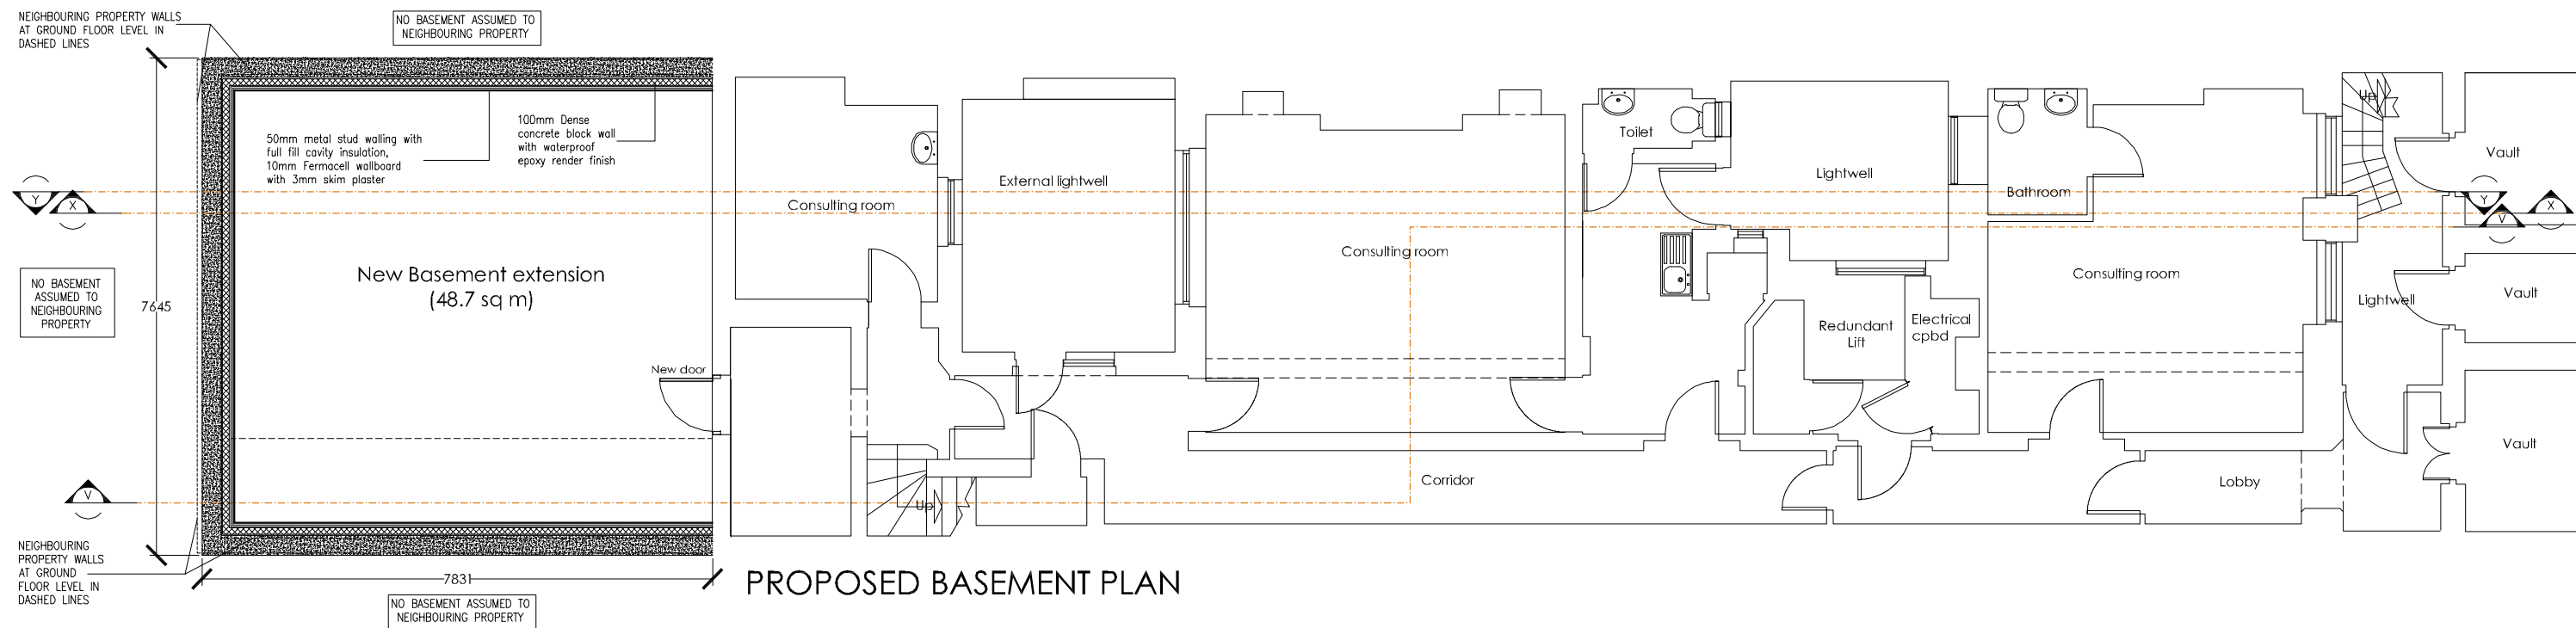 NEIGHBOURING PROPERTY WALLS
AT GROUND FLOOR LEVEL IN
DASHED LINES
NO BASEMENT ASSUMED TO
NEIGHBOURING PROPERTY
50mm metal stud walling with
full fill cavity insulation,
10mm Fermacell wallboard
with 3mm skim plaster
100mm Dense
concrete block wall
with waterproof
epoxy render finish
Y
X
NO BASEMENT
ASSUMED TO
NEIGHBOURING
PROPERTY
7645
New Basement extension
(48.7 sq m)
New door
V
NEIGHBOURING
PROPERTY WALLS
AT GROUND
FLOOR LEVEL IN
DASHED LINES
7831
NO BASEMENT ASSUMED TO
NEIGHBOURING PROPERTY
PROPOSED BASEMENT PLAN
Consulting room
External lightwell
Up
Consulting room
Corridor
Toilet
Lightwell
Redundant
Lift
Electrical
cpbd
Bathroom
Consulting room
Lobby
Up
Lightwell
Vault
Y
V
X
Vault
Vault